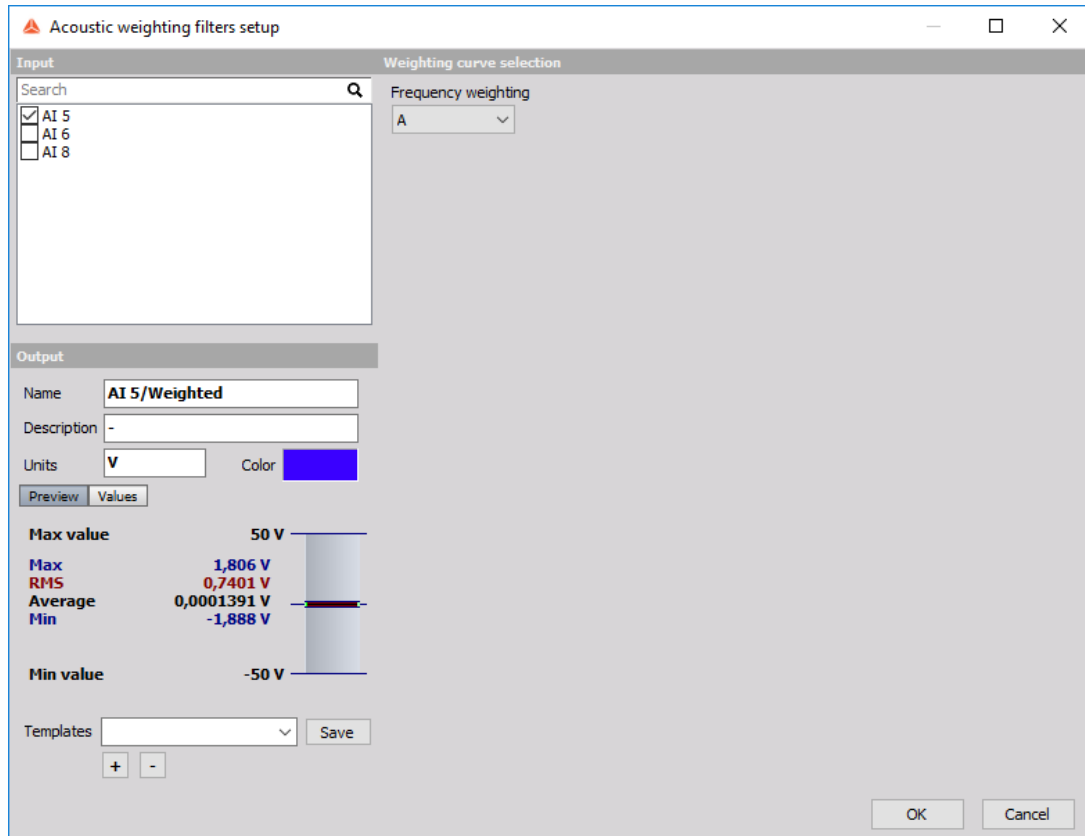 Acoustic weighting filters setup
Input
Search
AI 5
AI 6
AI 8
Output
Name AI 5/Weighted
Description -
Units V Color
Preview Values
Max value 50 V
Max 1,806 V
RMS 0,7401 V
Average 0,0001391 V
Min -1,888 V
Min value -50 V
Templates Save
+ -
Weighting curve selection
Frequency weighting
A
OK Cancel